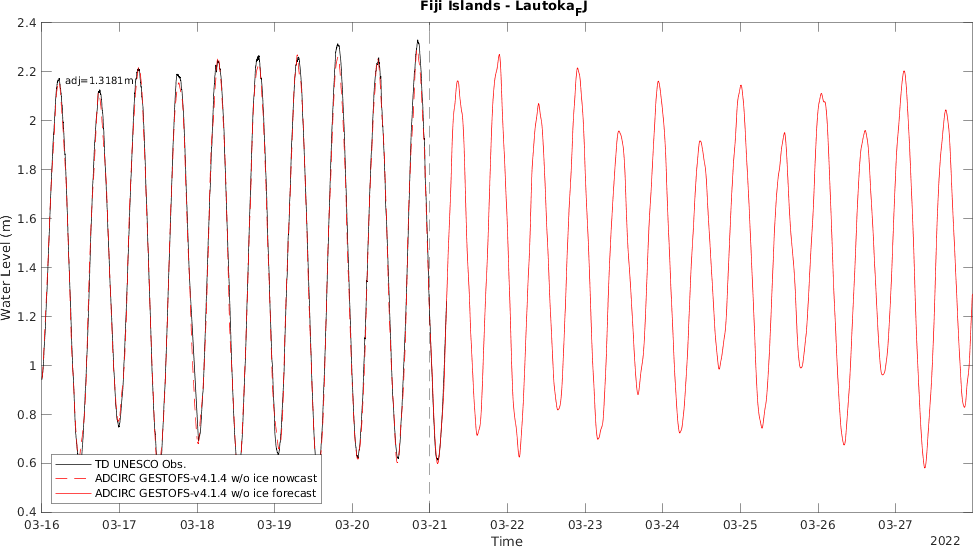 Fiji Islands - Lautoka_FJ
2.4
2.2
2
1.8
1.6
1.4
1.2
1
0.8
0.6
0.4
Water Level (m)
adj=1.3181m
TD UNESCO Obs.
ADCIRC GESTOFS-v4.1.4 w/o ice nowcast
ADCIRC GESTOFS-v4.1.4 w/o ice forecast
03-16 03-17 03-18 03-19 03-20 03-21 03-22 03-23 03-24 03-25 03-26 03-27
Time
2022